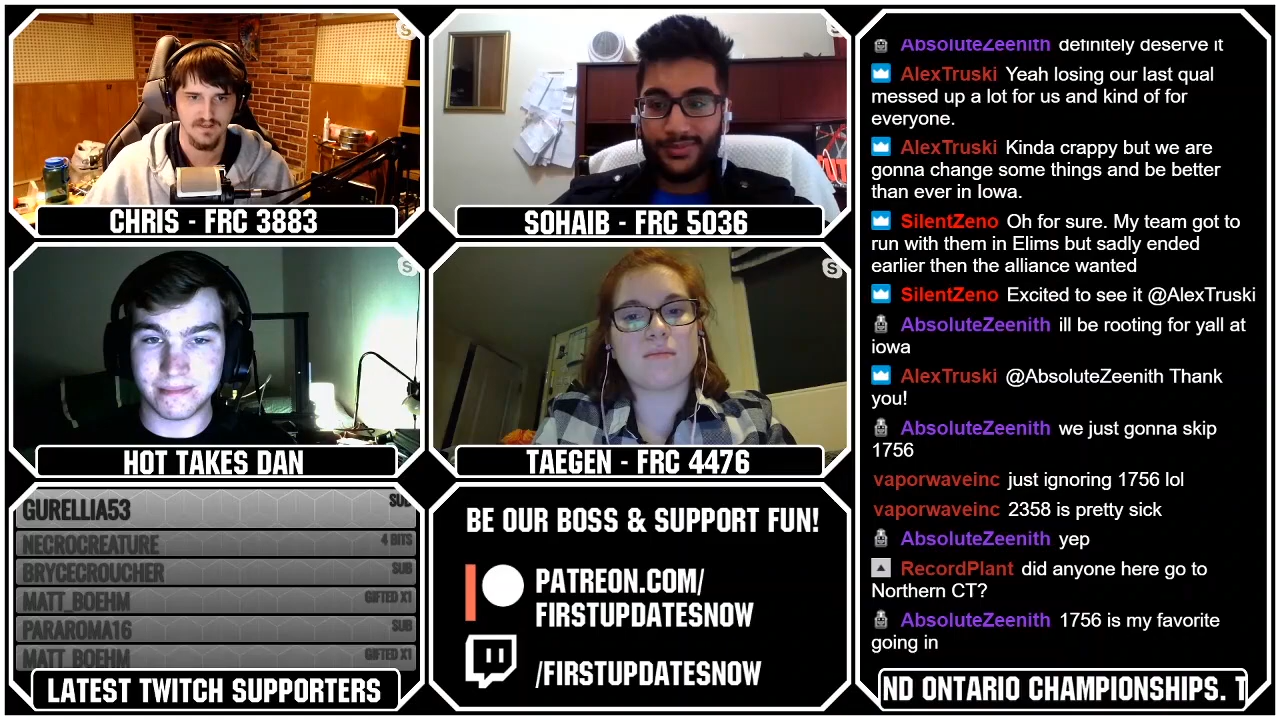 CHRIS - FRC 3883
SOHAIB - FRC 5036
HOT TAKES DAN
TAEGEN - FRC 4476
GURELLIA53 SUB
NECROCREATURE 4 BITS
BRYCECROUCHER SUB
MATT_BOEHM GIFTED X1
PARAROMA16 SUB
MATT_BOEHM GIFTED X1
LATEST TWITCH SUPPORTERS
BE OUR BOSS & SUPPORT FUN!
PATREON.COM/
FIRSTUPDATESNOW
/FIRSTUPDATESNOW
AbsoluteZeenith definitely deserve it
AlexTruski Yeah losing our last qual
messed up a lot for us and kind of for
everyone.
AlexTruski Kinda crappy but we are
gonna change some things and be better
than ever in Iowa.
SilentZeno Oh for sure. My team got to
run with them in Elims but sadly ended
earlier then the alliance wanted
SilentZeno Excited to see it @AlexTruski
AbsoluteZeenith ill be rooting for yall at
iowa
AlexTruski @AbsoluteZeenith Thank
you!
AbsoluteZeenith we just gonna skip
1756
vaporwaveinc just ignoring 1756 lol
vaporwaveinc 2358 is pretty sick
AbsoluteZeenith yep
RecordPlant did anyone here go to
Northern CT?
AbsoluteZeenith 1756 is my favorite
going in
ND ONTARIO CHAMPIONSHIPS. T